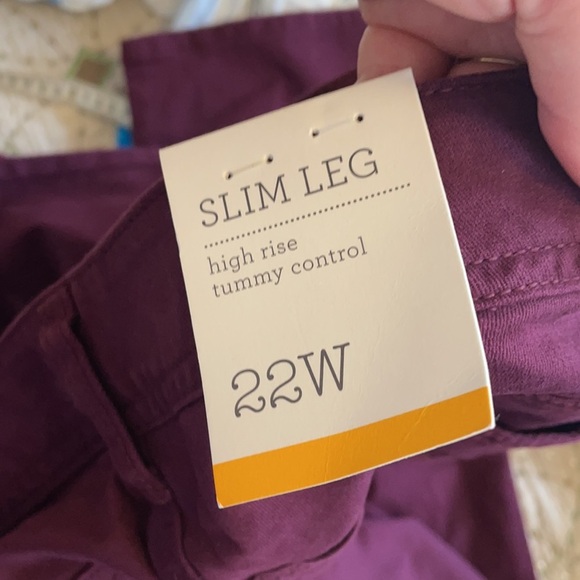 SLIM LEG
high rise
tummy control
22W